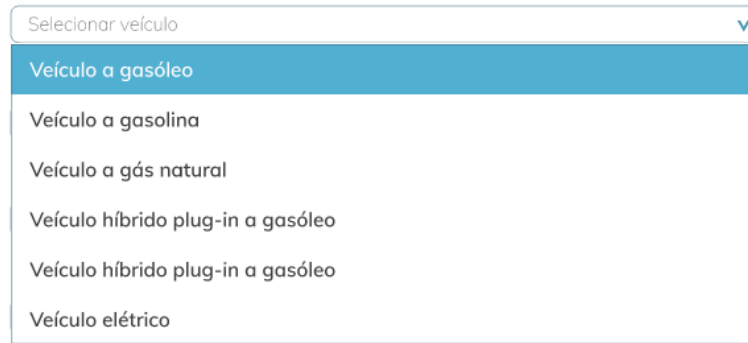 Selecionar veículo
Veículo a gasóleo
Veículo a gasolina
Veículo a gás natural
Veículo híbrido plug-in a gasóleo
Veículo híbrido plug-in a gasóleo
Veículo elétrico